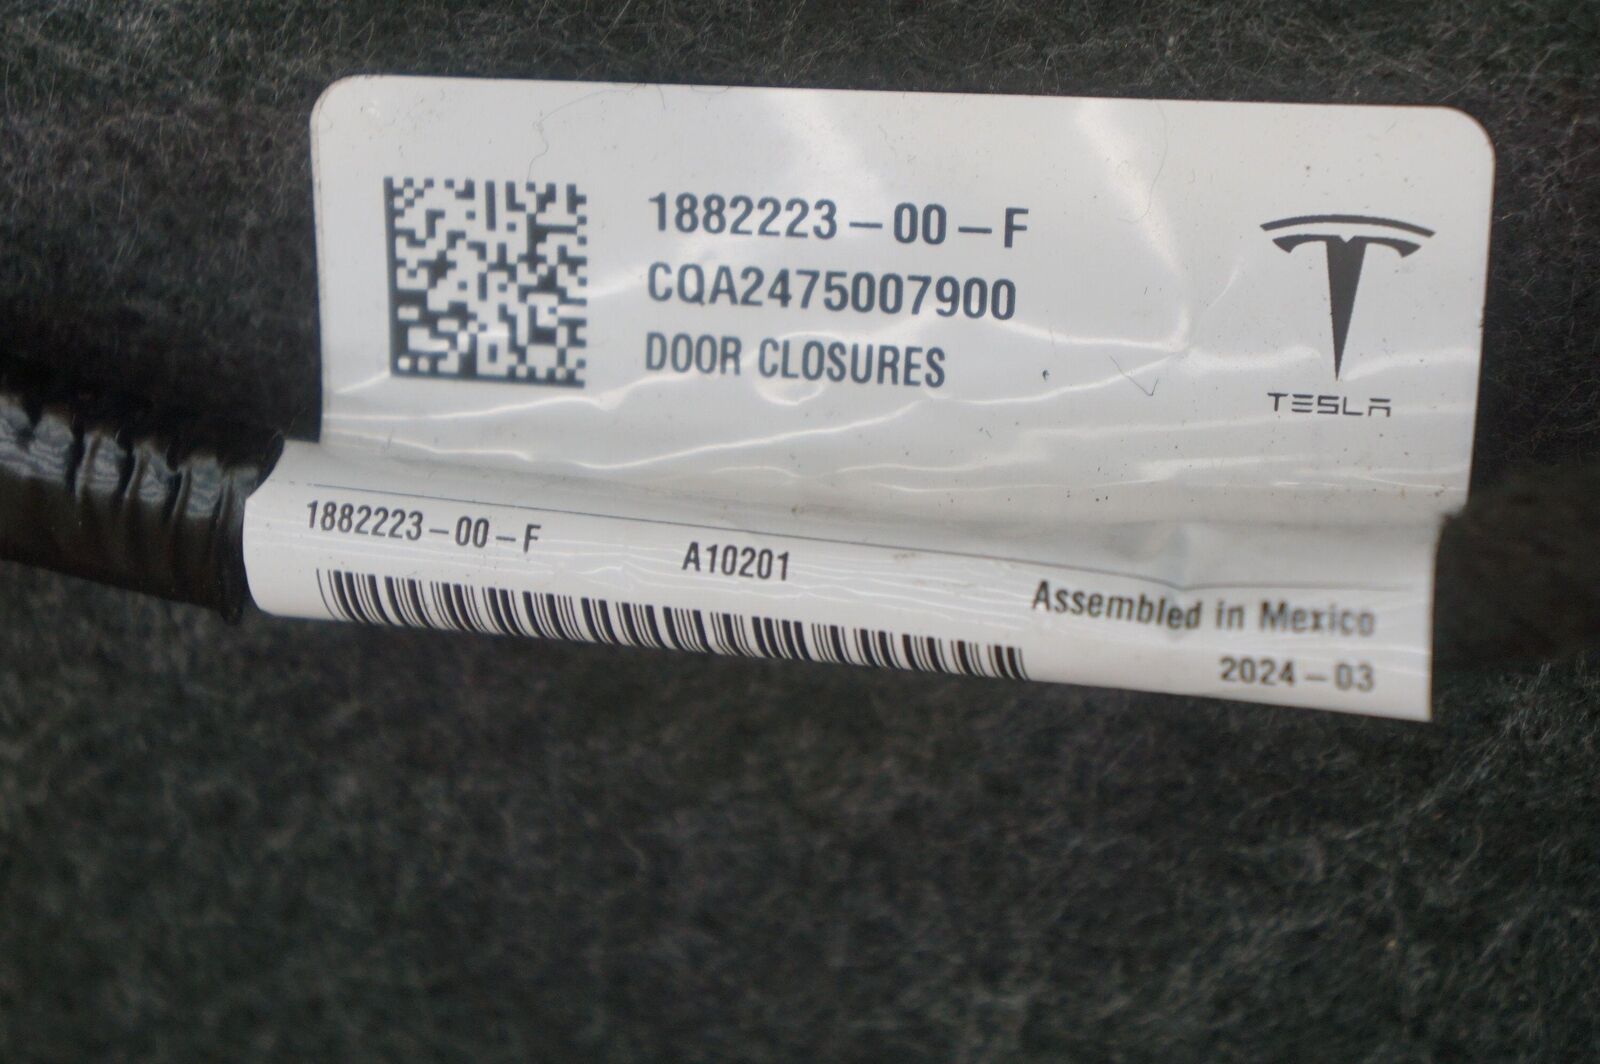 1882223-00-F
CQA2475007900
DOOR CLOSURES
TESLA
1882223-00-F
A10201
Assembled in Mexico
2024-03